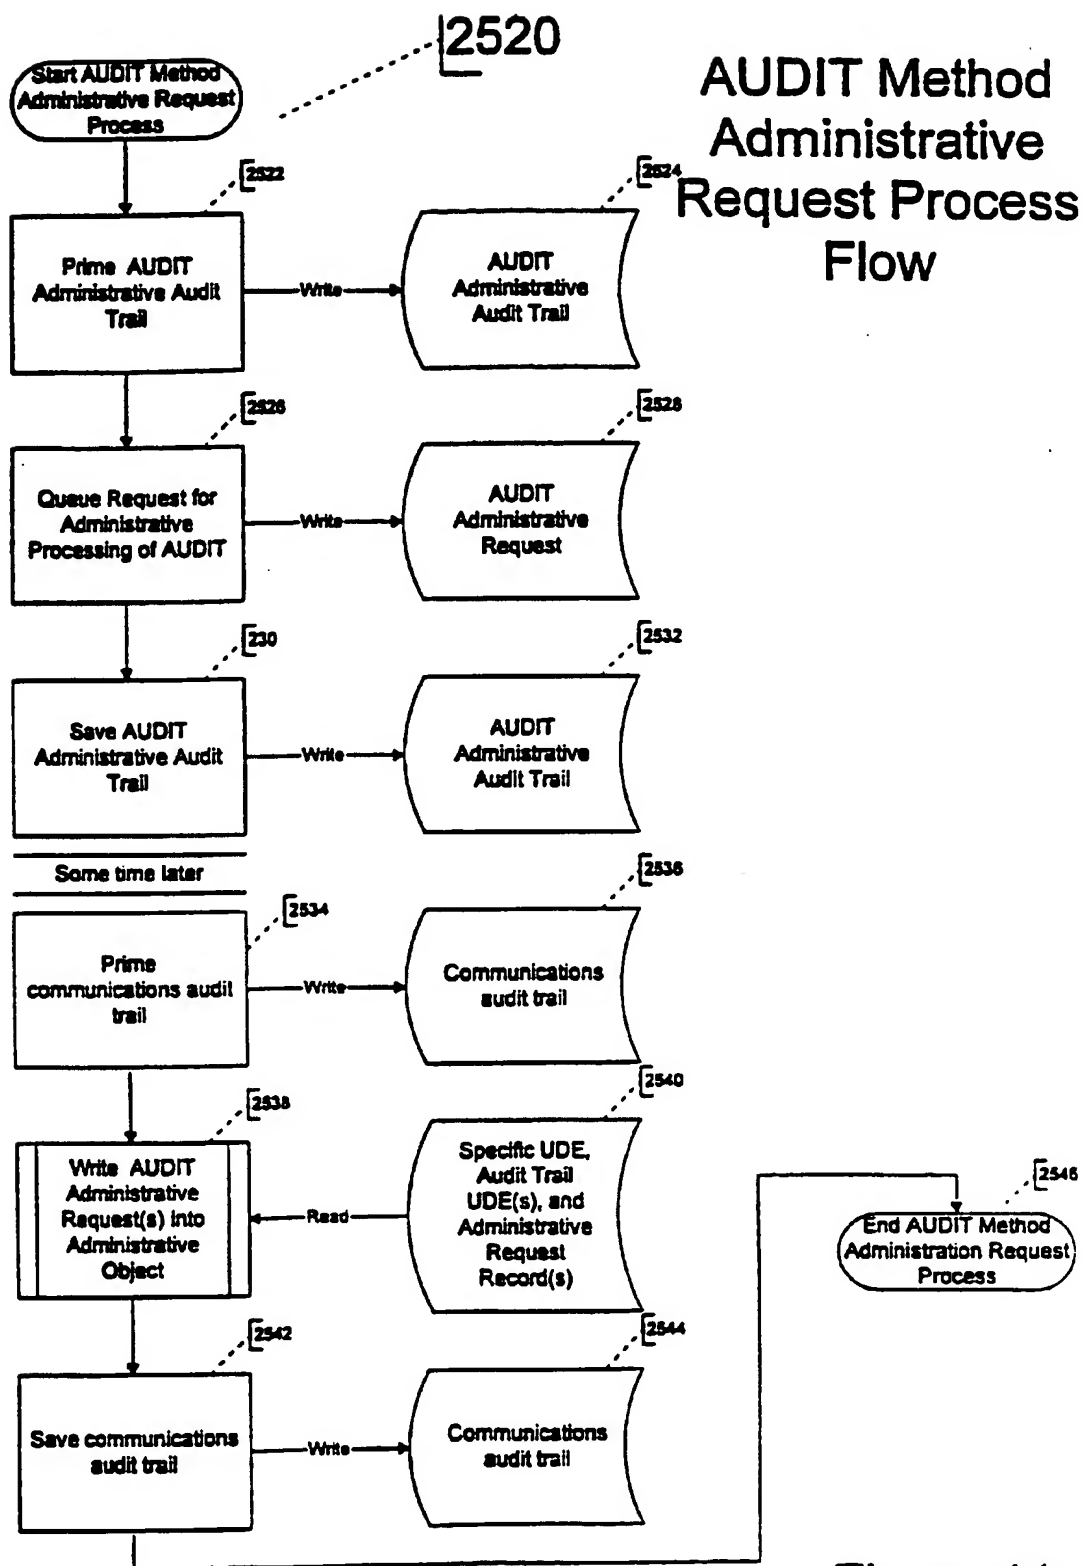 2520
AUDIT Method
Administrative
Request Process
Flow
Start AUDIT Method
Administrative Request
Process
2522
Prime AUDIT
Administrative Audit
Trail
Write
2524
AUDIT
Administrative
Audit Trail
2526
Queue Request for
Administrative
Processing of AUDIT
Write
2528
AUDIT
Administrative
Request
230
Save AUDIT
Administrative Audit
Trail
Write
2532
AUDIT
Administrative
Audit Trail
Some time later
2534
Prime
communications audit
trail
Write
2536
Communications
audit trail
2538
Write AUDIT
Administrative
Request(s) into
Administrative
Object
Read
2540
Specific UDE,
Audit Trail
UDE(s), and
Administrative
Request
Record(s)
2542
Save communications
audit trail
Write
2544
Communications
audit trail
2546
End AUDIT Method
Administration Request
Process